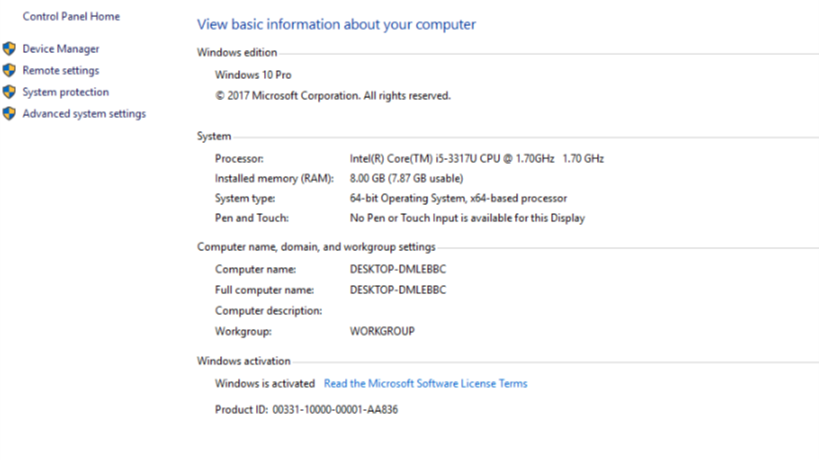 Control Panel Home
Device Manager
Remote settings
System protection
Advanced system settings
View basic information about your computer
Windows edition
Windows 10 Pro
© 2017 Microsoft Corporation. All rights reserved.
System
Processor: Intel(R) Core(TM) i5-3317U CPU @ 1.70GHz 1.70 GHz
Installed memory (RAM): 8.00 GB (7.87 GB usable)
System type: 64-bit Operating System, x64-based processor
Pen and Touch: No Pen or Touch Input is available for this Display
Computer name, domain, and workgroup settings
Computer name: DESKTOP-DMLEBBC
Full computer name: DESKTOP-DMLEBBC
Computer description:
Workgroup: WORKGROUP
Windows activation
Windows is activated Read the Microsoft Software License Terms
Product ID: 00331-10000-00001-AA836